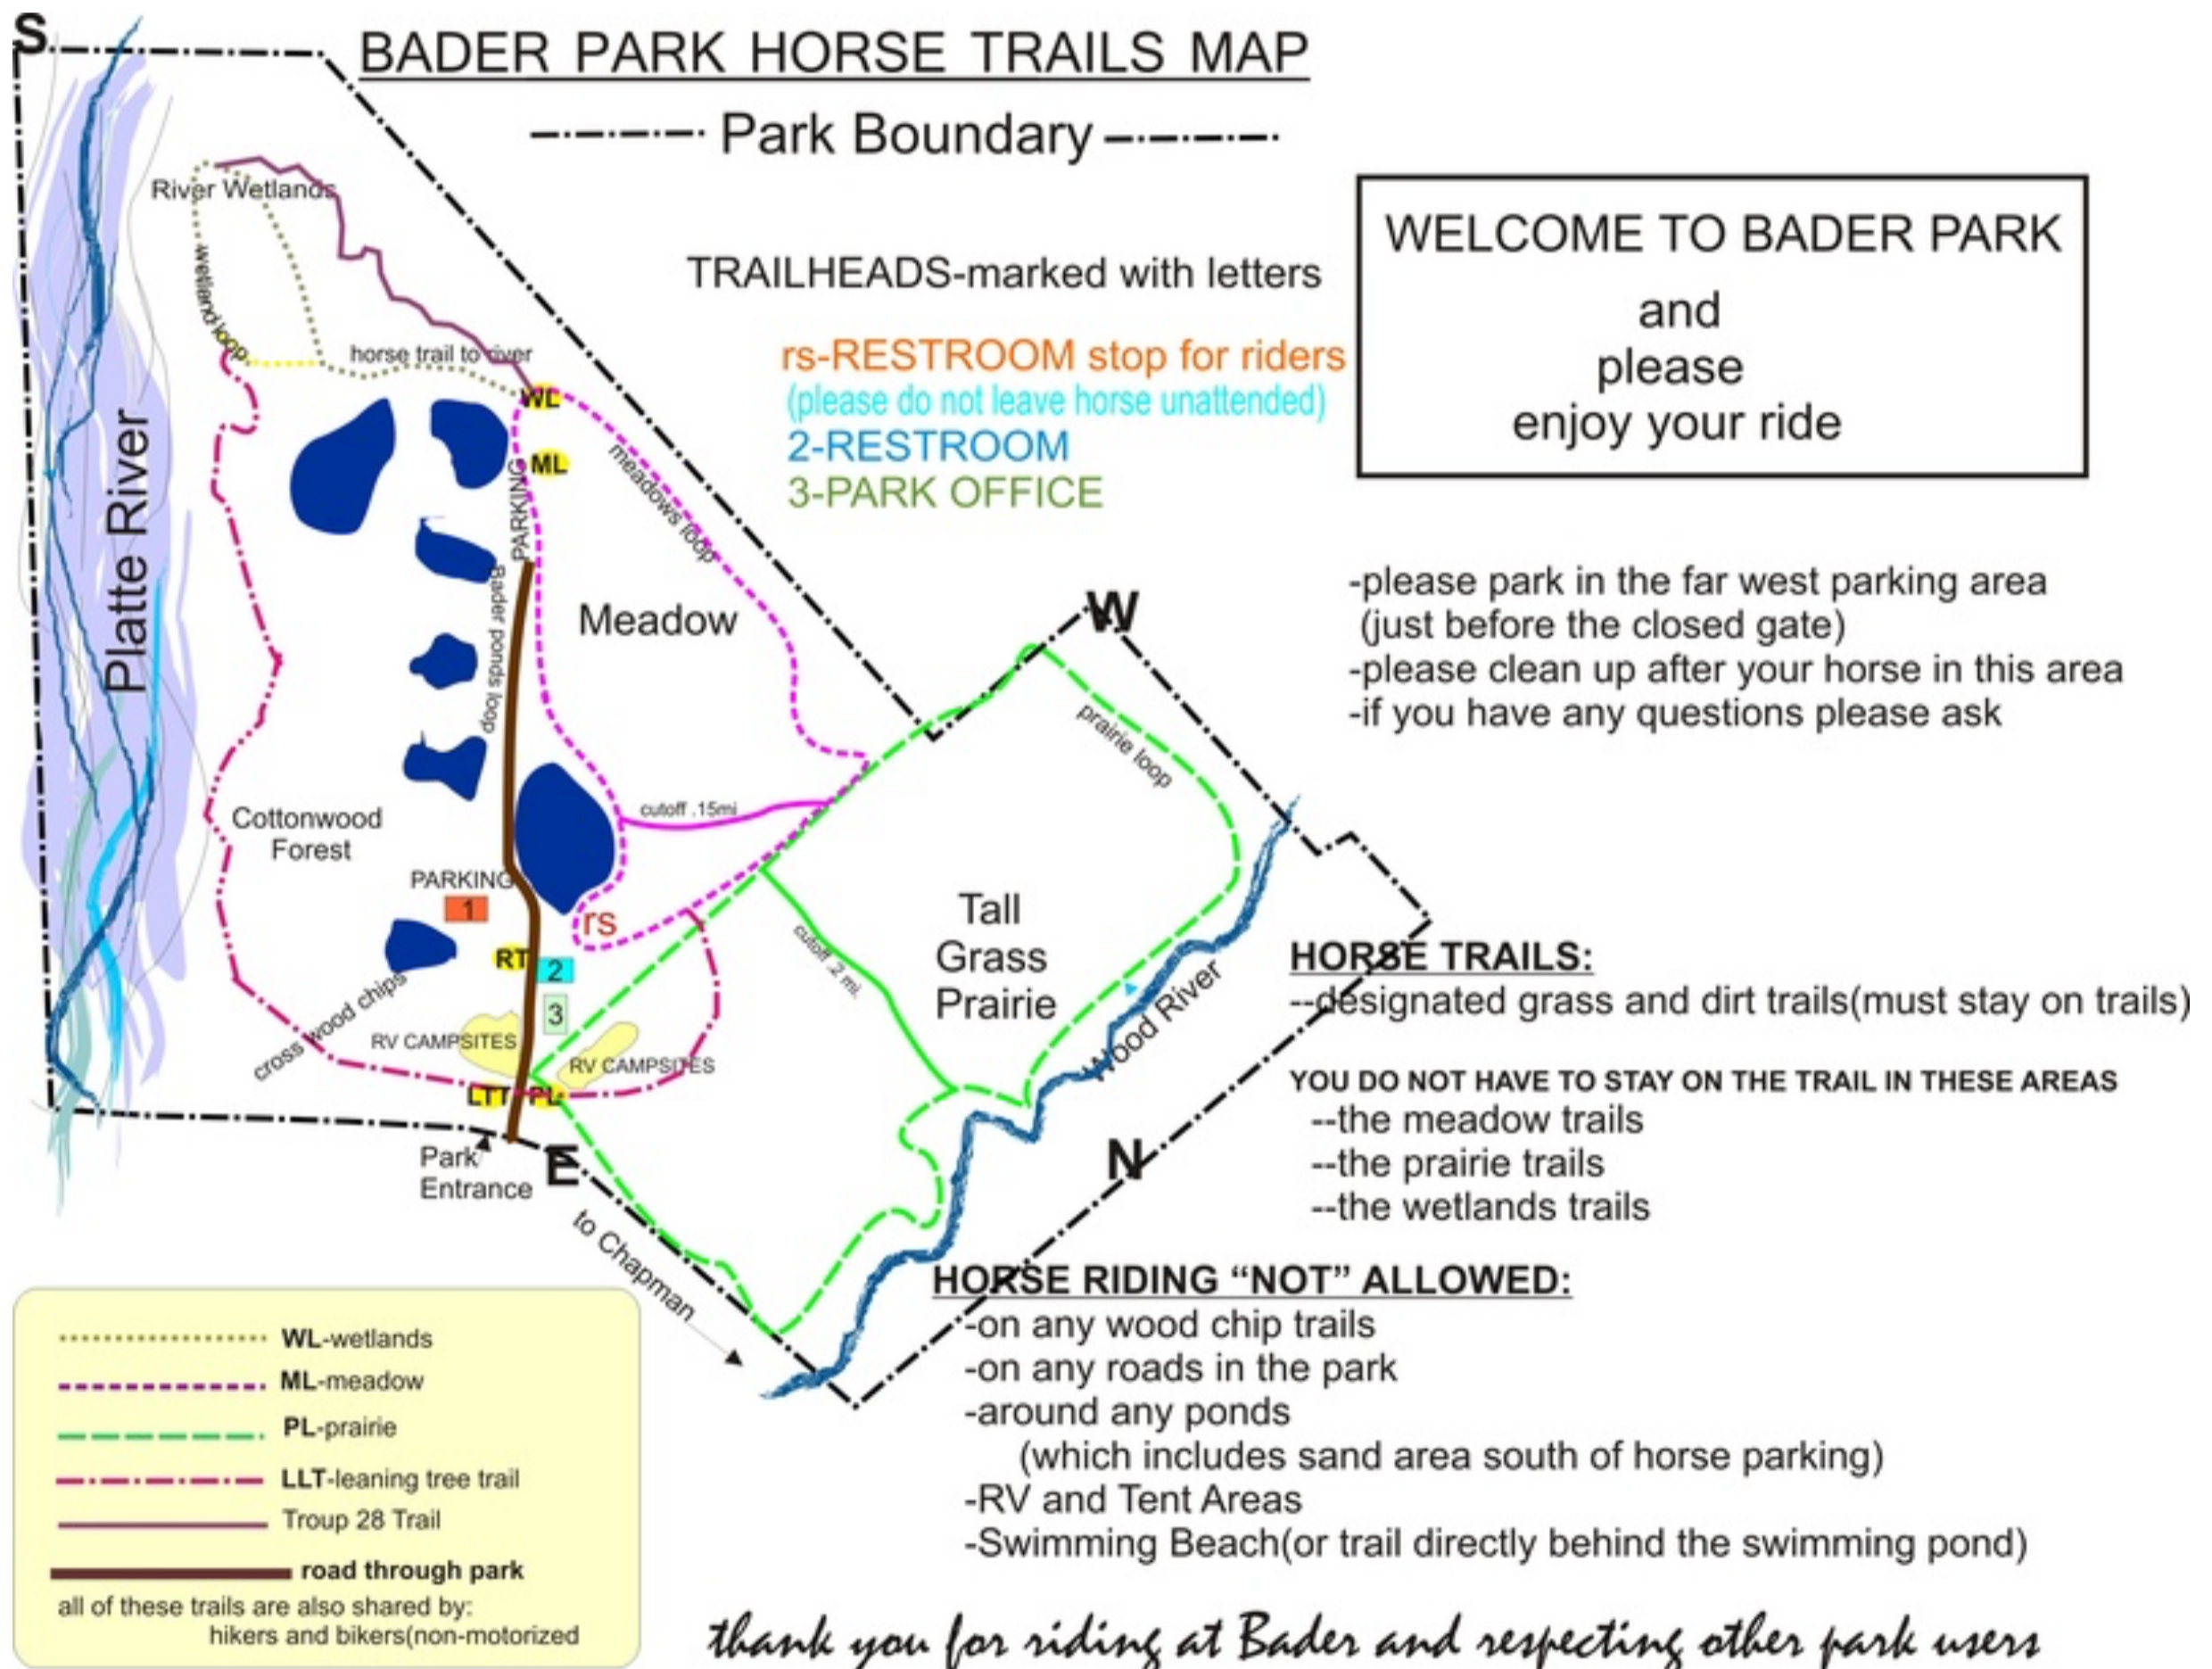 S
BADER PARK HORSE TRAILS MAP
Park Boundary
River Wetlands
wetland loop
horse trail to river
WL
ML
PARKING
meadows loop
TRAILHEADS-marked with letters
rs-RESTROOM stop for riders
(please do not leave horse unattended)
2-RESTROOM
3-PARK OFFICE
WELCOME TO BADER PARK
and
please
enjoy your ride
-please park in the far west parking area
(just before the closed gate)
-please clean up after your horse in this area
-if you have any questions please ask
Platte River
Bader ponds loop
Meadow
W
prairie loop
cutoff .15mi
Cottonwood
Forest
PARKING
1
rs
RT
2
3
cutoff .2 mi.
Tall
Grass
Prairie
Wood River
cross wood chips
RV CAMPSITES
RV CAMPSITES
LTT
PL
Park
Entrance
E
N
to Chapman
HORSE TRAILS:
--designated grass and dirt trails(must stay on trails)
YOU DO NOT HAVE TO STAY ON THE TRAIL IN THESE AREAS
--the meadow trails
--the prairie trails
--the wetlands trails
HORSE RIDING “NOT” ALLOWED:
-on any wood chip trails
-on any roads in the park
-around any ponds
(which includes sand area south of horse parking)
-RV and Tent Areas
-Swimming Beach(or trail directly behind the swimming pond)
WL-wetlands
ML-meadow
PL-prairie
LLT-leaning tree trail
Troup 28 Trail
road through park
all of these trails are also shared by:
hikers and bikers(non-motorized
thank you for riding at Bader and respecting other park users